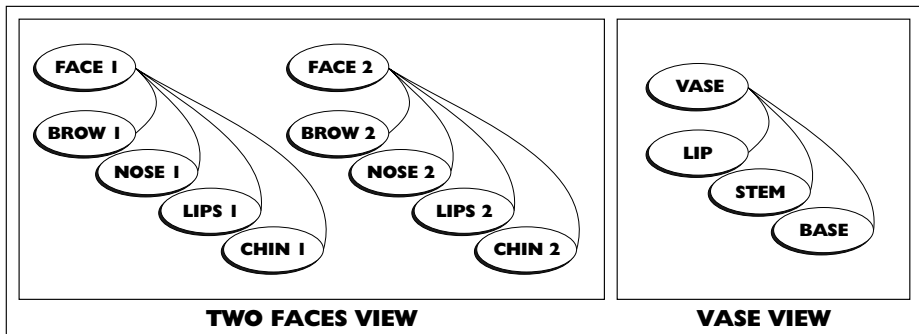 FACE 1
BROW 1
NOSE 1
LIPS 1
CHIN 1
FACE 2
BROW 2
NOSE 2
LIPS 2
CHIN 2
TWO FACES VIEW
VASE
LIP
STEM
BASE
VASE VIEW